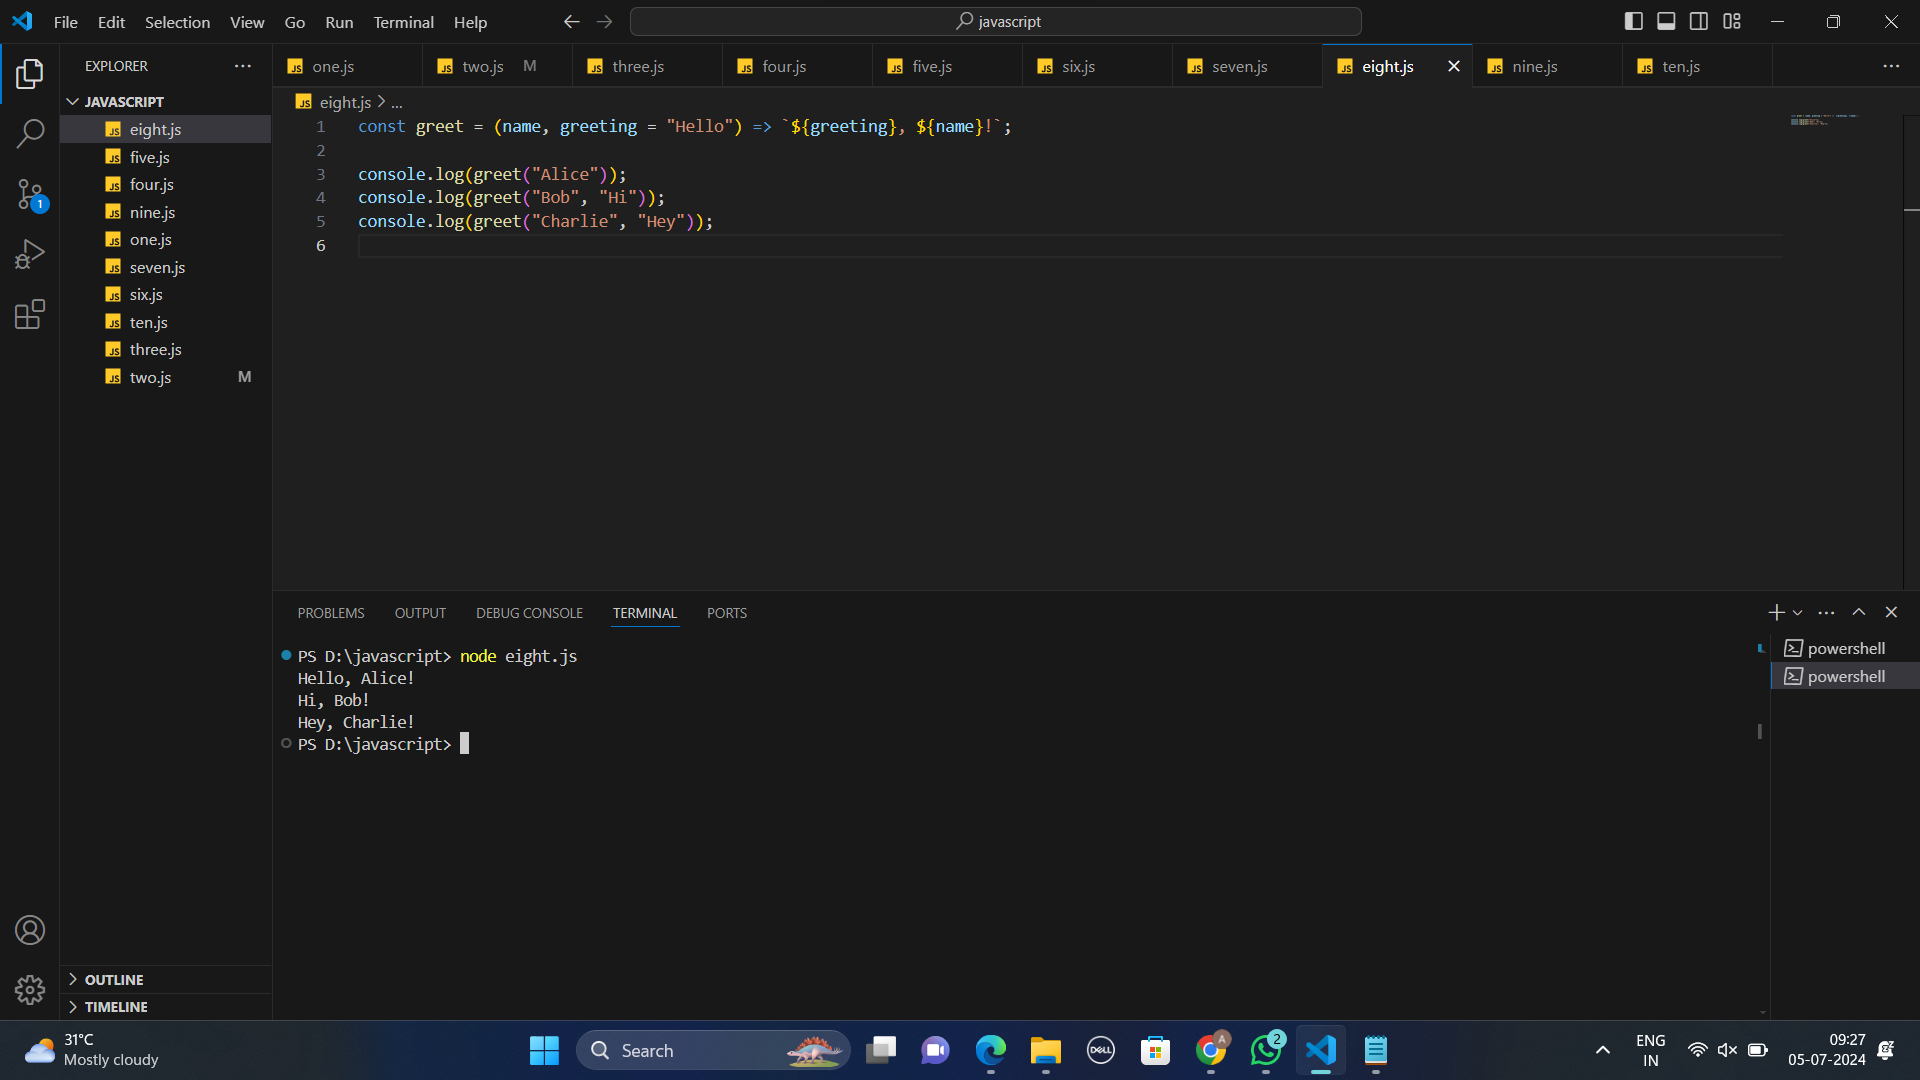 File Edit Selection View Go Run Terminal Help
javascript
EXPLORER
one.js
two.js M
three.js
four.js
five.js
six.js
seven.js
eight.js
nine.js
ten.js
JAVASCRIPT
eight.js
five.js
four.js
nine.js
one.js
seven.js
six.js
ten.js
three.js
two.js M
OUTLINE
TIMELINE
1
eight.js > ...
1 const greet = (name, greeting = "Hello") => `${greeting}, ${name}!`;
2
3 console.log(greet("Alice"));
4 console.log(greet("Bob", "Hi"));
5 console.log(greet("Charlie", "Hey"));
6
PROBLEMS OUTPUT DEBUG CONSOLE TERMINAL PORTS
PS D:\javascript> node eight.js
Hello, Alice!
Hi, Bob!
Hey, Charlie!
PS D:\javascript>
powershell
powershell
31°C
Mostly cloudy
Search
DELL
A
2
ENG
IN
09:27
05-07-2024